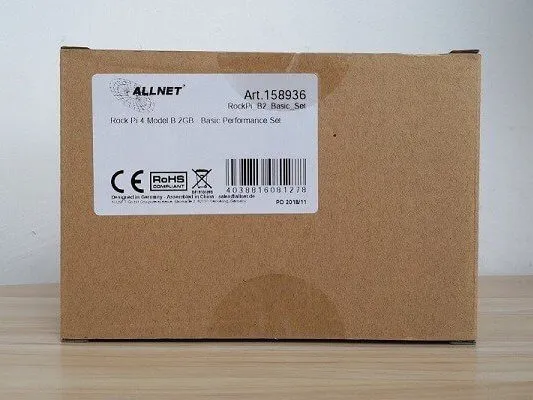 ALLNET®
Art.158936
RockPi_B2_Basic_Set
Rock Pi 4 Model B 2GB - Basic Performance Set
CE
RoHS
COMPLIANT
4038816081278
Designed in Germany - Assembled in China - sales@allnet.de
PD 2018/11